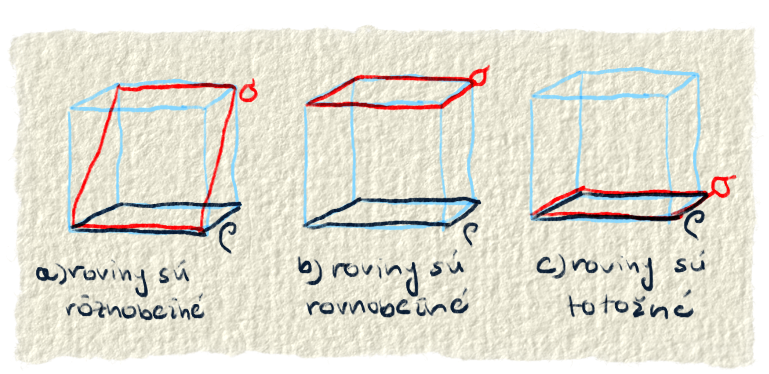 σ
ρ
a) roviny sú
rôznobežné
σ
ρ
b) roviny sú
rovnobežné
σ
ρ
c) roviny sú
totožné